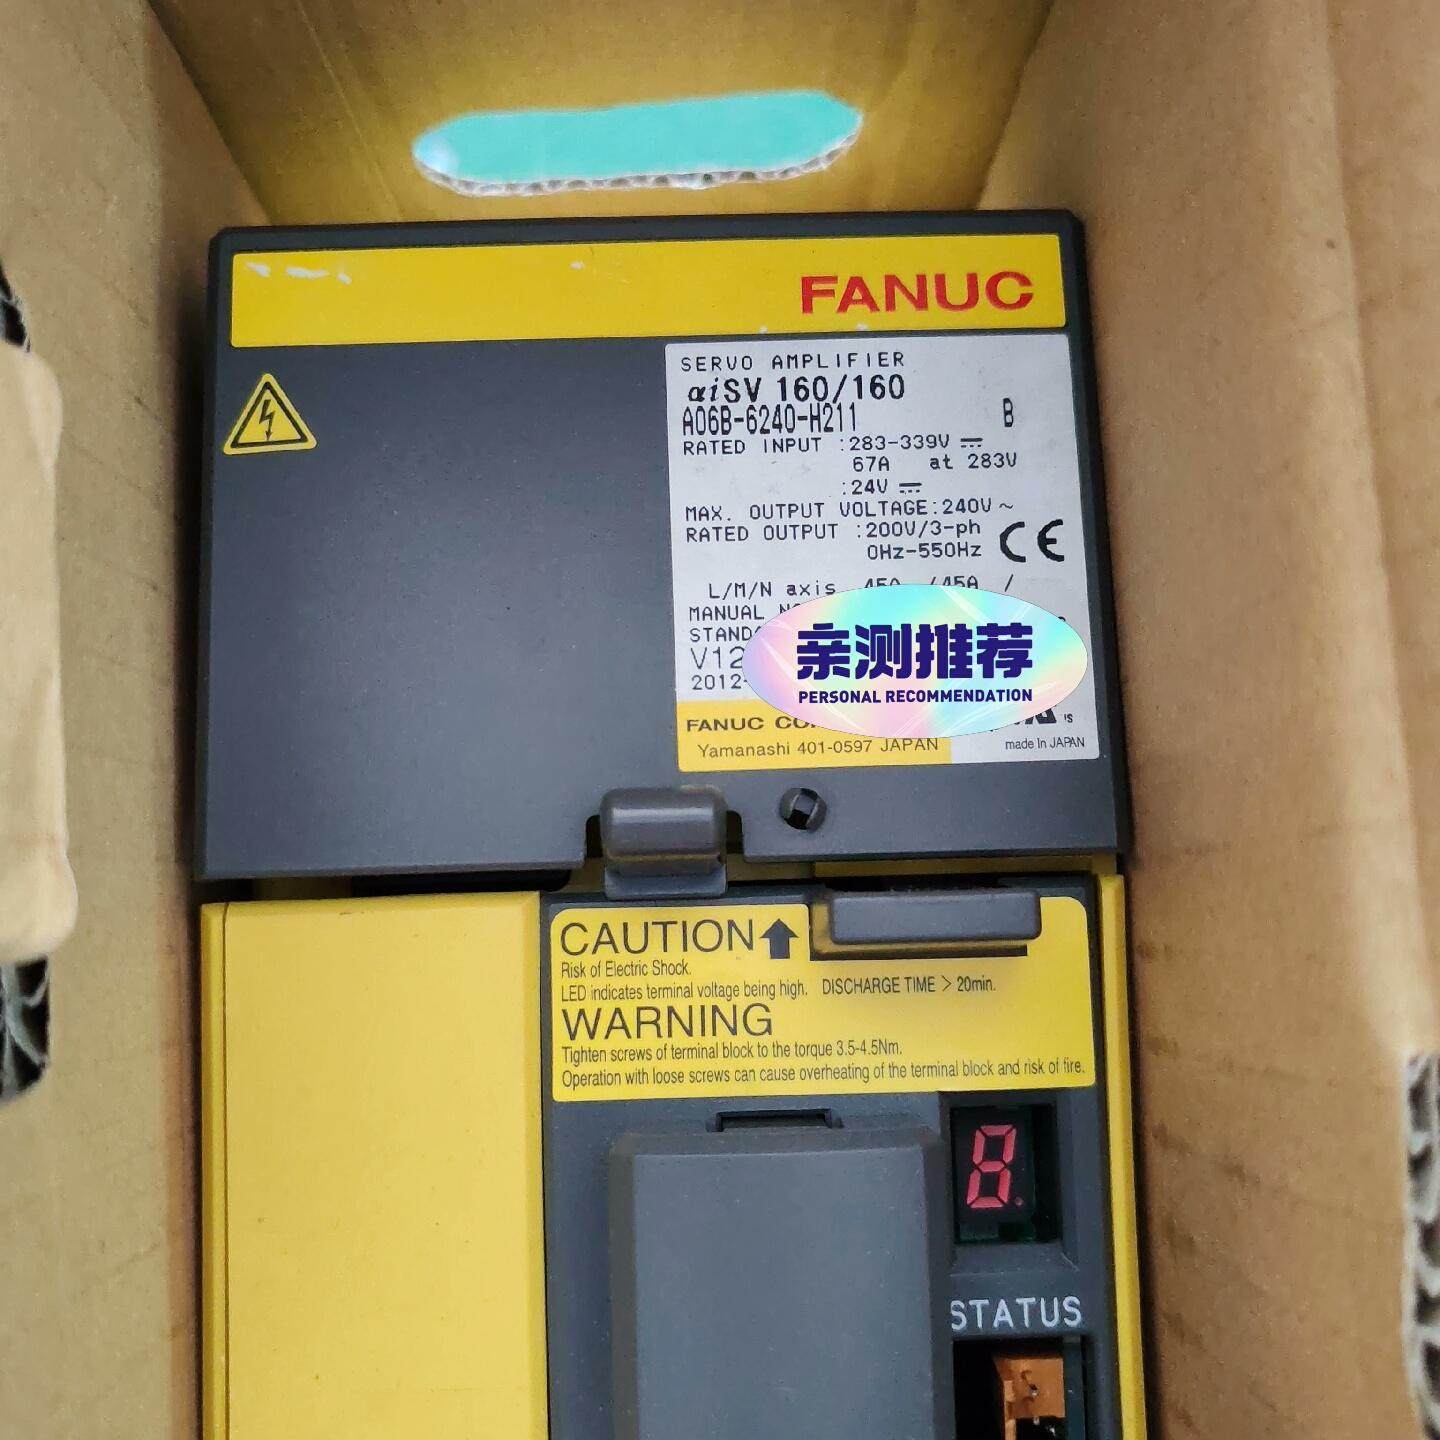 FANUC
SERVO AMPLIFIER
αiSV 160/160
A06B-6240-H211 B
RATED INPUT :283-339V ⎓
67A at 283V
:24V ⎓
MAX. OUTPUT VOLTAGE:240V ~
RATED OUTPUT :200V/3-ph
0Hz-550Hz
CE
L/M/N axis 45A /45A /
MANUAL
V12
2012-
亲测推荐
PERSONAL RECOMMENDATION
FANUC
Yamanashi 401-0597 JAPAN
made in JAPAN
CAUTION
Risk of Electric Shock.
LED indicates terminal voltage being high. DISCHARGE TIME > 20min.
WARNING
Tighten screws of terminal block to the torque 3.5-4.5Nm.
Operation with loose screws can cause overheating of the terminal block and risk of fire.
8.
STATUS